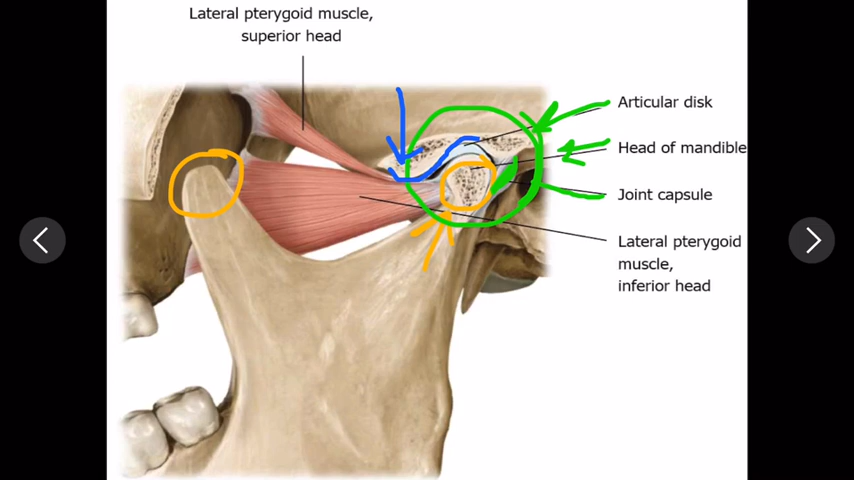 Lateral pterygoid muscle,
superior head
Articular disk
Head of mandible
Joint capsule
Lateral pterygoid
muscle,
inferior head